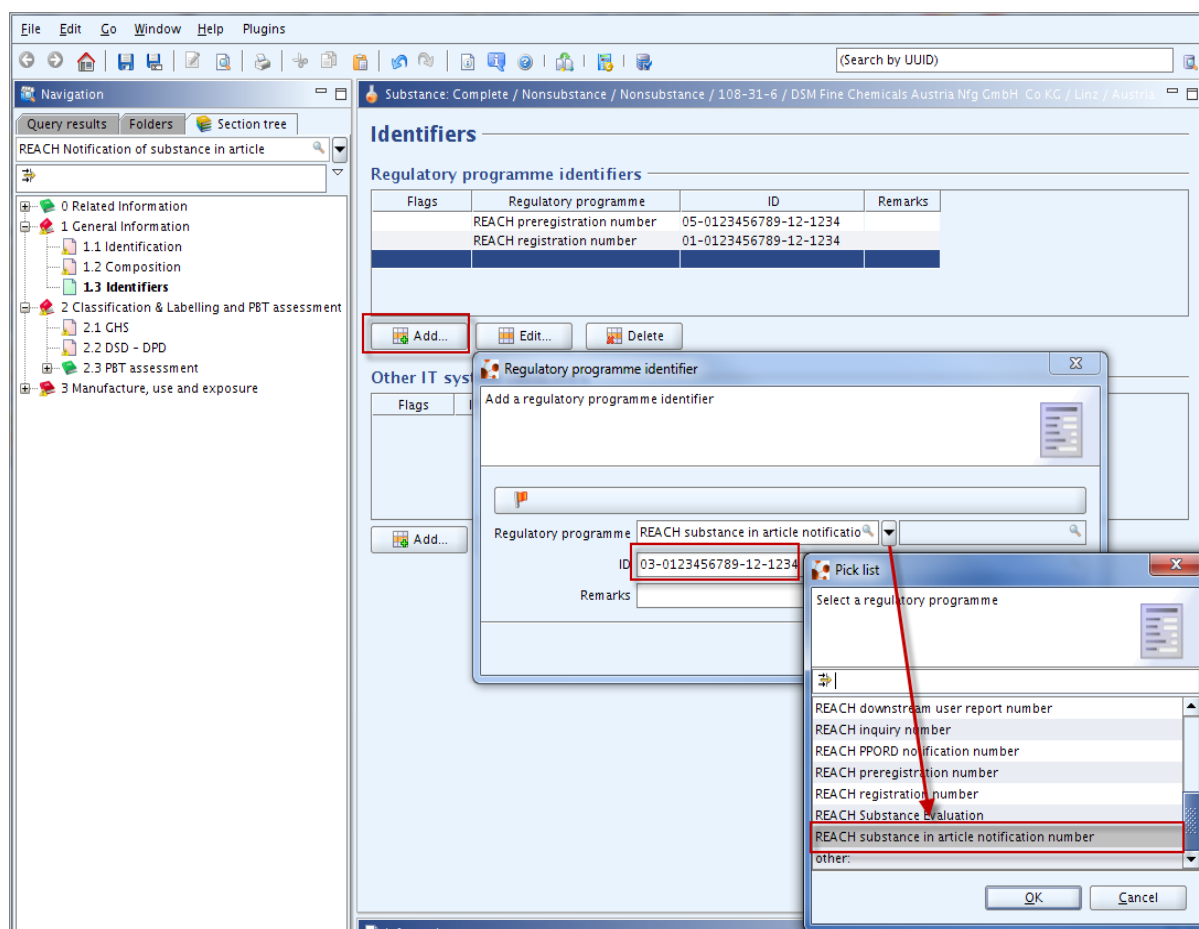 File Edit Go Window Help Plugins
(Search by UUID)
Navigation
Query results Folders Section tree
REACH Notification of substance in article
0 Related Information
1 General Information
1.1 Identification
1.2 Composition
1.3 Identifiers
2 Classification & Labelling and PBT assessment
2.1 GHS
2.2 DSD - DPD
2.3 PBT assessment
3 Manufacture, use and exposure
Substance: Complete / Nonsubstance / Nonsubstance / 108-31-6 / DSM Fine Chemicals Austria Nfg GmbH Co KG / Linz / Austria
Identifiers
Regulatory programme identifiers
Flags Regulatory programme ID Remarks
REACH preregistration number 05-0123456789-12-1234
REACH registration number 01-0123456789-12-1234
Add... Edit... Delete
Other IT
Flags
Add...
Regulatory programme identifier
Add a regulatory programme identifier
Regulatory programme REACH substance in article notificatio
ID 03-0123456789-12-1234
Remarks
Pick list
Select a regulatory programme
REACH downstream user report number
REACH inquiry number
REACH PPORD notification number
REACH preregistration number
REACH registration number
REACH Substance Evaluation
REACH substance in article notification number
other:
OK Cancel